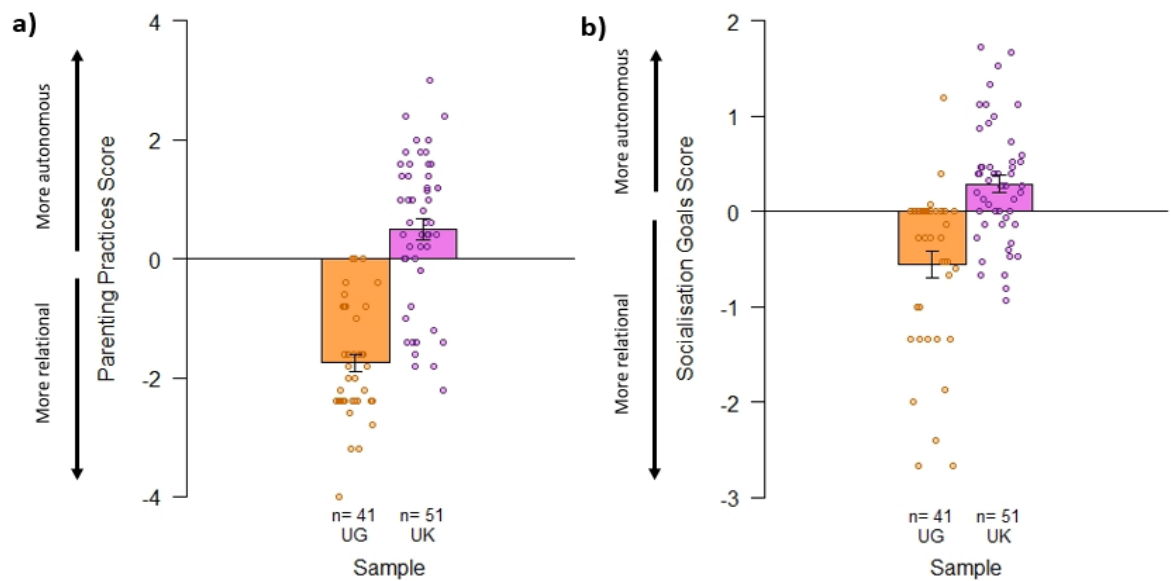 a)
More autonomous
More relational
Parenting Practices Score
4
2
0
-2
-4
n= 41
UG
n= 51
UK
Sample
b)
More autonomous
More relational
Socialisation Goals Score
2
1
0
-1
-2
-3
n= 41
UG
n= 51
UK
Sample